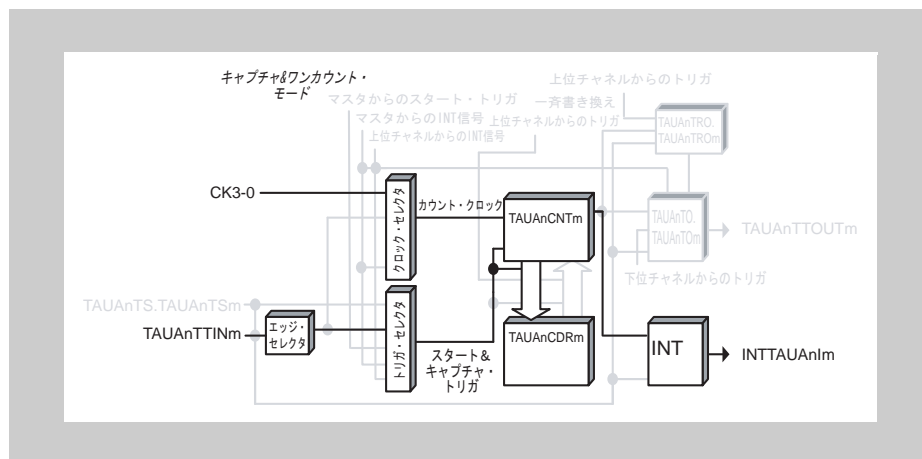 キャプチャ&ワンカウント・
モード
上位チャネルからのトリガ
マスタからのスタート・トリガ
一斉書き換え
マスタからのINT信号
上位チャネルからのトリガ
上位チャネルからのINT信号
TAUAnTRO.
TAUAnTROm
CK3-0
クロック・セレクタ
カウント・クロック
TAUAnCNTm
TAUAnTO.
TAUAnTOm
TAUAnTTOUTm
下位チャネルからのトリガ
TAUAnTS.TAUAnTSm
TAUAnTTINm
エッジ・
セレクタ
トリガ・セレクタ
スタート&
キャプチャ・
トリガ
TAUAnCDRm
INT
INTTAUAnIm